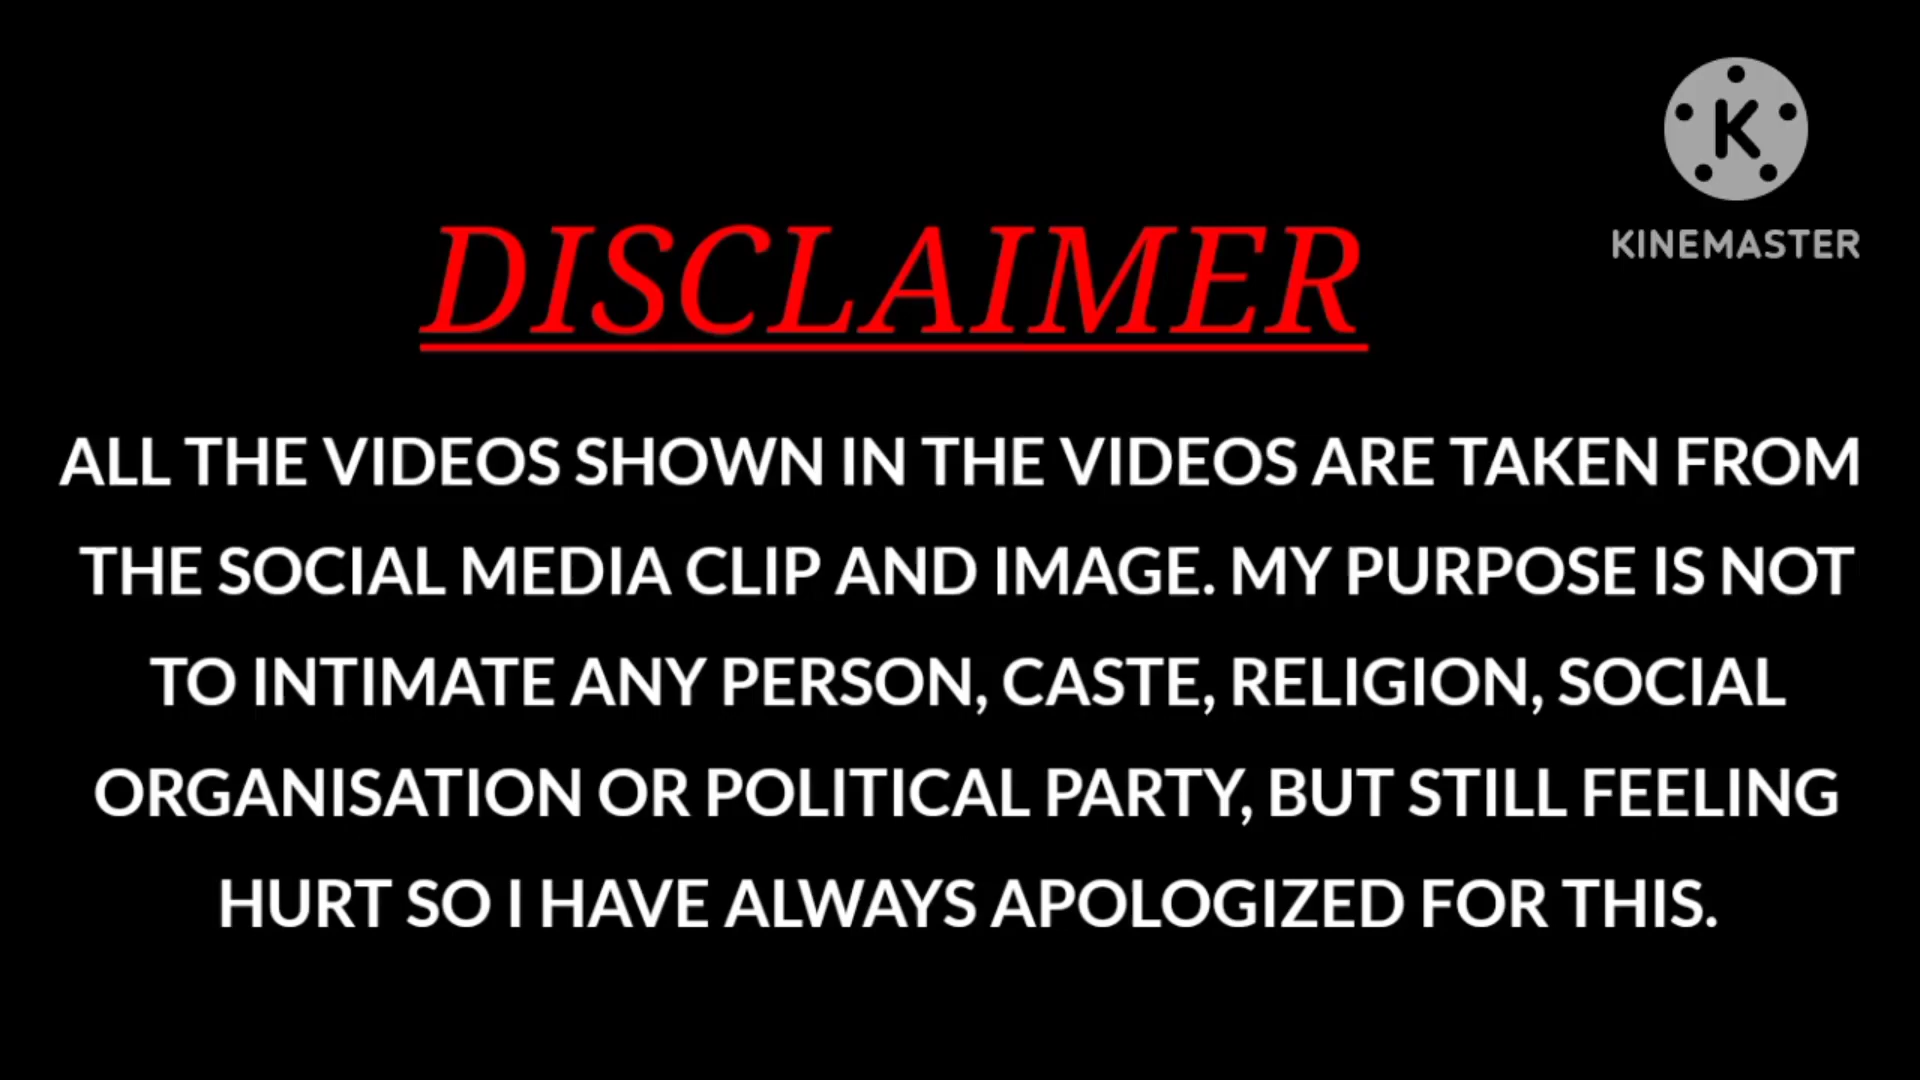 K
KINEMASTER
DISCLAIMER
ALL THE VIDEOS SHOWN IN THE VIDEOS ARE TAKEN FROM
THE SOCIAL MEDIA CLIP AND IMAGE. MY PURPOSE IS NOT
TO INTIMATE ANY PERSON, CASTE, RELIGION, SOCIAL
ORGANISATION OR POLITICAL PARTY, BUT STILL FEELING
HURT SO I HAVE ALWAYS APOLOGIZED FOR THIS.